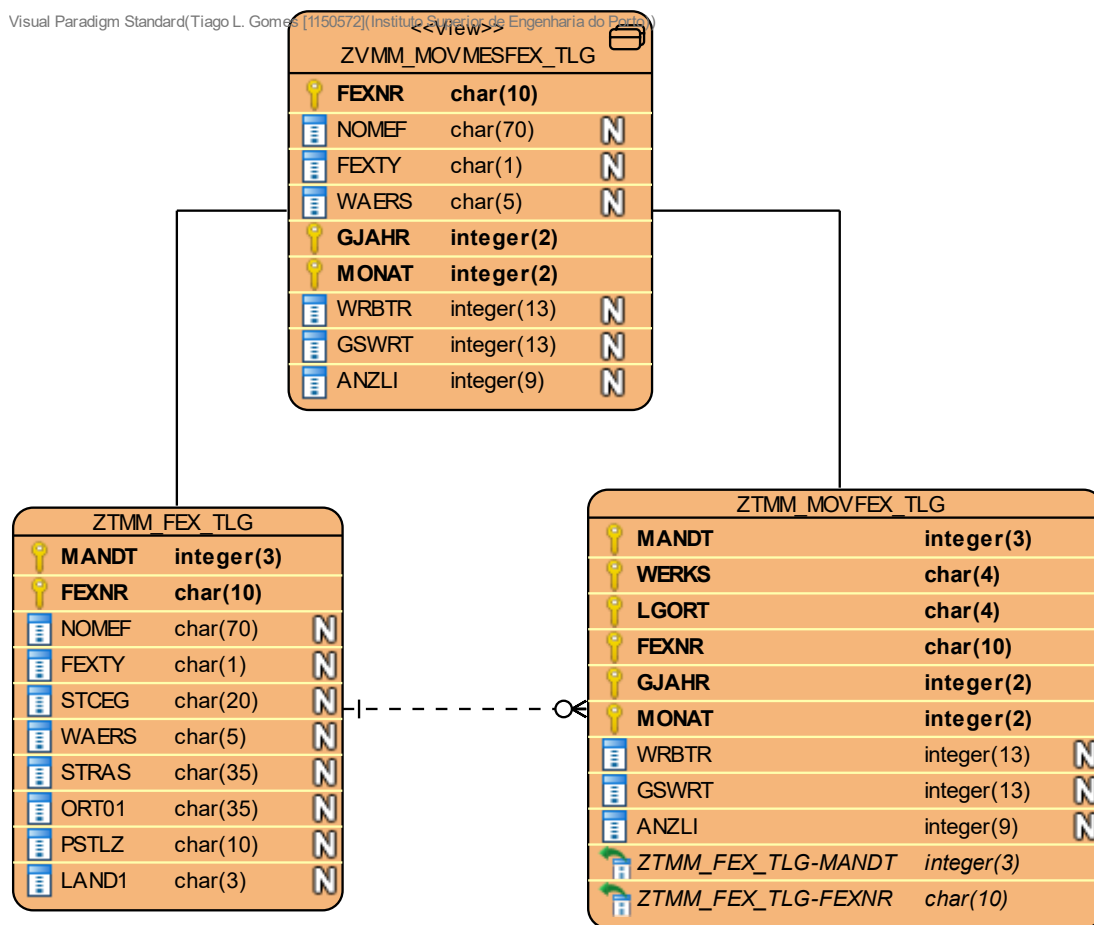 Visual Paradigm Standard(Tiago L. Gomes [1150572](Instituto Superior de Engenharia do Porto))
<<View>>
ZVMM_MOVMESFEX_TLG
FEXNR char(10)
NOMEF char(70) N
FEXTY char(1) N
WAERS char(5) N
GJAHR integer(2)
MONAT integer(2)
WRBTR integer(13) N
GSWRT integer(13) N
ANZLI integer(9) N
ZTMM_FEX_TLG
MANDT integer(3)
FEXNR char(10)
NOMEF char(70) N
FEXTY char(1) N
STCEG char(20) N
WAERS char(5) N
STRAS char(35) N
ORT01 char(35) N
PSTLZ char(10) N
LAND1 char(3) N
ZTMM_MOVFEX_TLG
MANDT integer(3)
WERKS char(4)
LGORT char(4)
FEXNR char(10)
GJAHR integer(2)
MONAT integer(2)
WRBTR integer(13) N
GSWRT integer(13) N
ANZLI integer(9) N
ZTMM_FEX_TLG-MANDT integer(3)
ZTMM_FEX_TLG-FEXNR char(10)